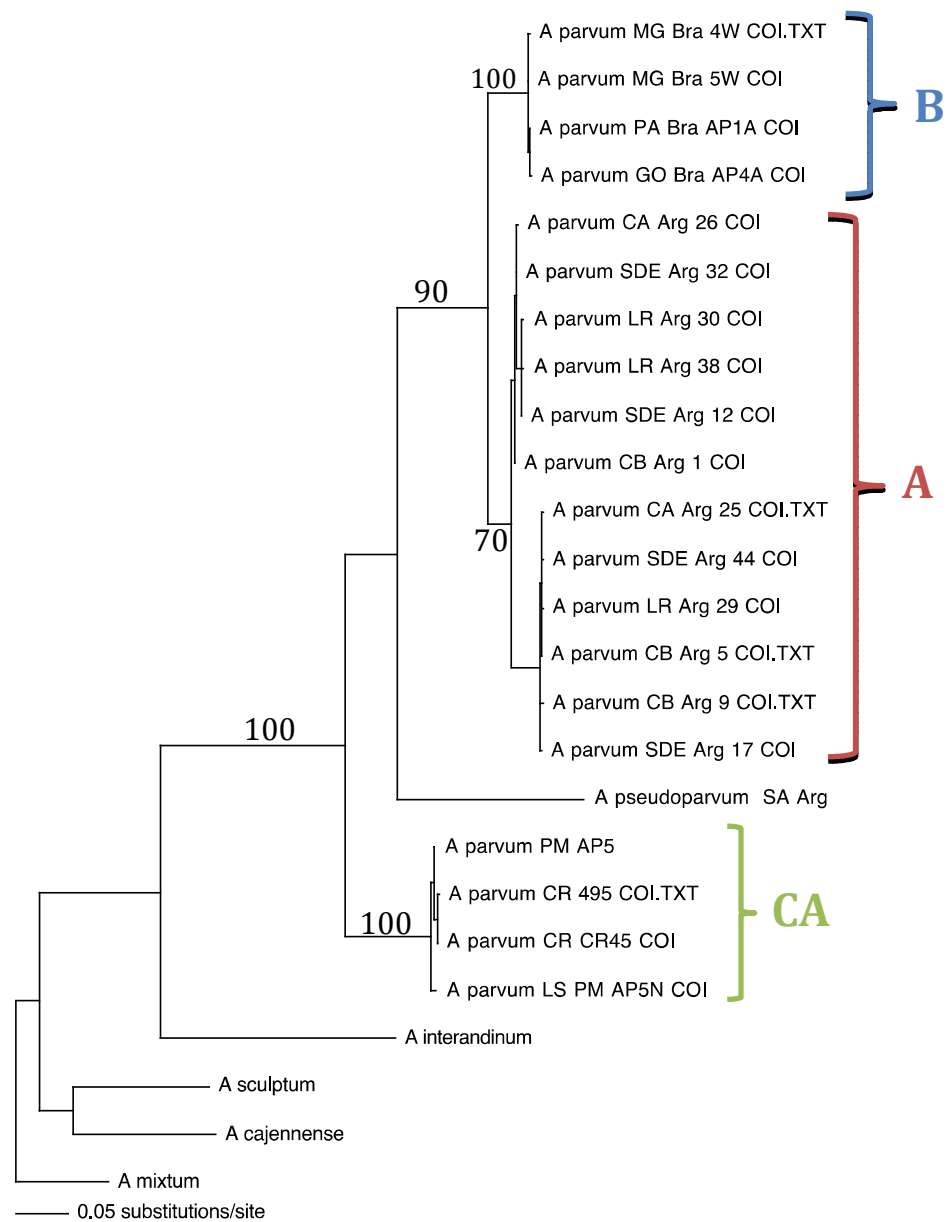 A parvum MG Bra 4W COI.TXT
100
A parvum MG Bra 5W COI
B
A parvum PA Bra AP1A COI
A parvum GO Bra AP4A COI
A parvum CA Arg 26 COI
A parvum SDE Arg 32 COI
90
A parvum LR Arg 30 COI
A parvum LR Arg 38 COI
A parvum SDE Arg 12 COI
A parvum CB Arg 1 COI
A
A parvum CA Arg 25 COI.TXT
70
A parvum SDE Arg 44 COI
A parvum LR Arg 29 COI
A parvum CB Arg 5 COI.TXT
A parvum CB Arg 9 COI.TXT
100
A parvum SDE Arg 17 COI
A pseudoparvum SA Arg
A parvum PM AP5
A parvum CR 495 COI.TXT
CA
100
A parvum CR CR45 COI
A parvum LS PM AP5N COI
A interandinum
A sculptum
A cajennense
A mixtum
0.05 substitutions/site